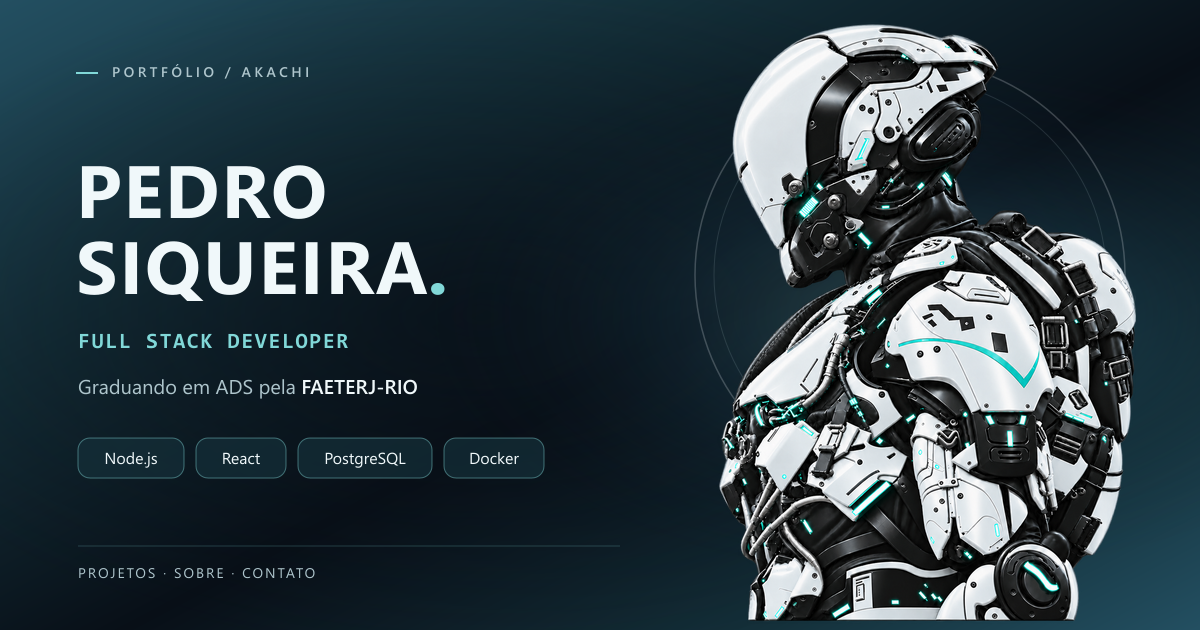 PORTFÓLIO / AKACHI
PEDRO
SIQUEIRA.
FULL STACK DEVELOPER
Graduando em ADS pela FAETERJ-RIO
Node.js React PostgreSQL Docker
PROJETOS · SOBRE · CONTATO